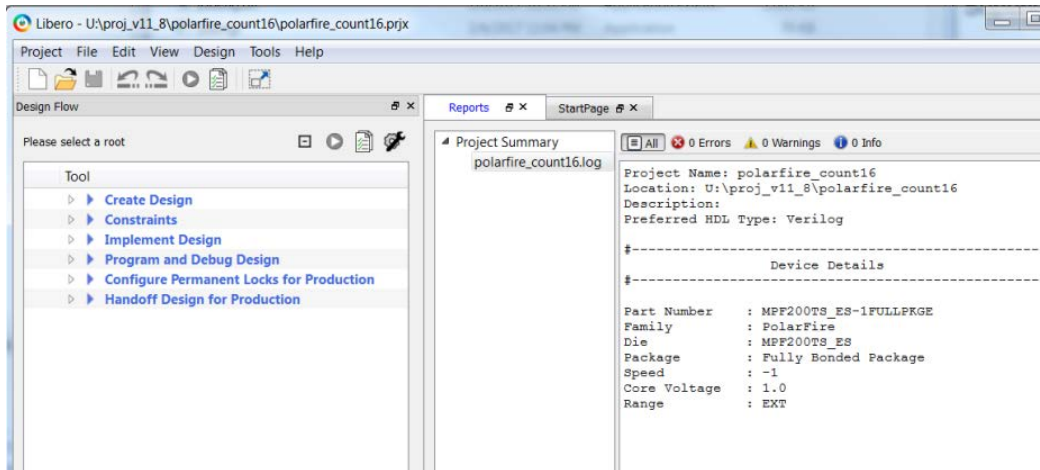 Libero - U:\proj_v11_8\polarfire_count16\polarfire_count16.prjx
Project File Edit View Design Tools Help
Design Flow
Reports
StartPage
Please select a root
Tool
Create Design
Constraints
Implement Design
Program and Debug Design
Configure Permanent Locks for Production
Handoff Design for Production
Project Summary
polarfire_count16.log
All 0 Errors 0 Warnings 0 Info
Project Name: polarfire_count16
Location: U:\proj_v11_8\polarfire_count16
Description:
Preferred HDL Type: Verilog
#--------------------------------------------------
Device Details
#--------------------------------------------------
Part Number : MPF200TS_ES-1FULLPKGE
Family : PolarFire
Die : MPF200TS_ES
Package : Fully Bonded Package
Speed : -1
Core Voltage : 1.0
Range : EXT